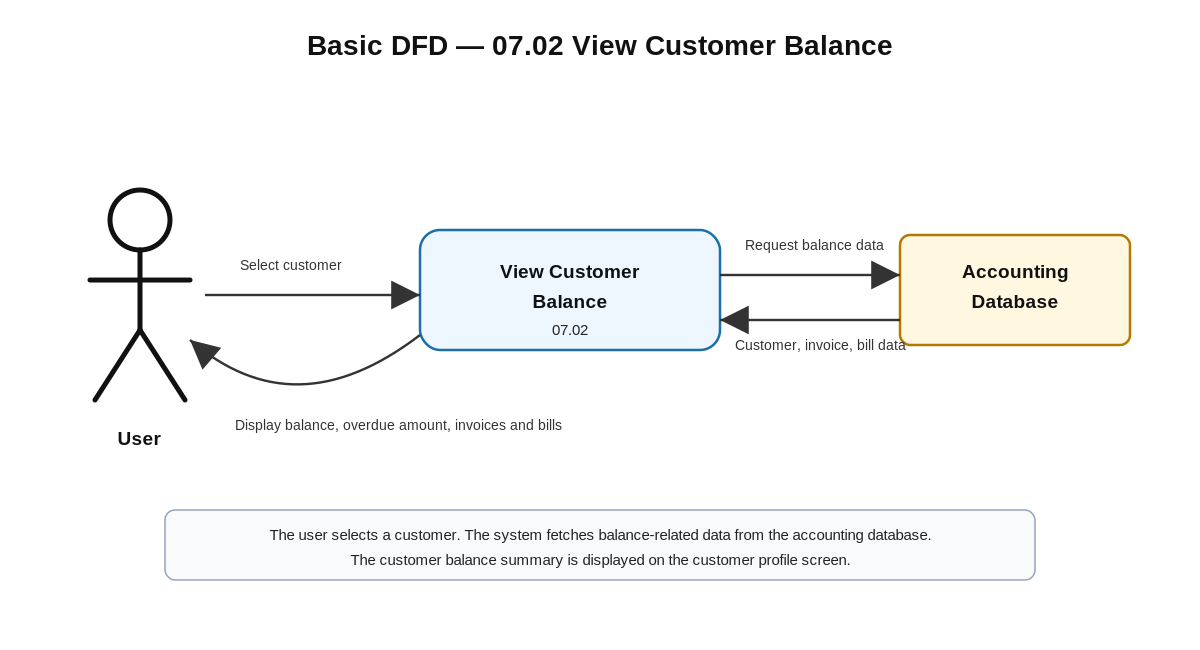 Basic DFD — 07.02 View Customer Balance
Select customer
View Customer
Balance
07.02
Request balance data
Accounting
Database
Customer, invoice, bill data
Display balance, overdue amount, invoices and bills
User
The user selects a customer. The system fetches balance-related data from the accounting database.
The customer balance summary is displayed on the customer profile screen.